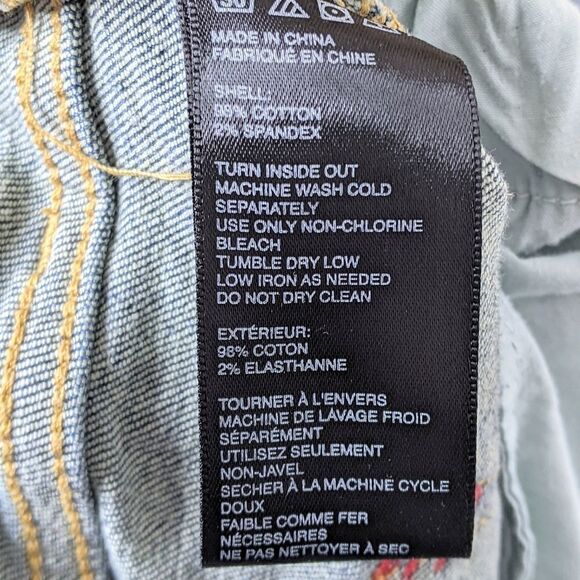 30
MADE IN CHINA
FABRIQUÉ EN CHINE
SHELL:
98% COTTON
2% SPANDEX
TURN INSIDE OUT
MACHINE WASH COLD
SEPARATELY
USE ONLY NON-CHLORINE
BLEACH
TUMBLE DRY LOW
LOW IRON AS NEEDED
DO NOT DRY CLEAN
EXTÉRIEUR:
98% COTON
2% ELASTHANNE
TOURNER À L'ENVERS
MACHINE DE LAVAGE FROID
SÉPARÉMENT
UTILISEZ SEULEMENT
NON-JAVEL
SECHER À LA MACHINE CYCLE
DOUX
FAIBLE COMME FER
NÉCESSAIRES
NE PAS NETTOYER À SEC